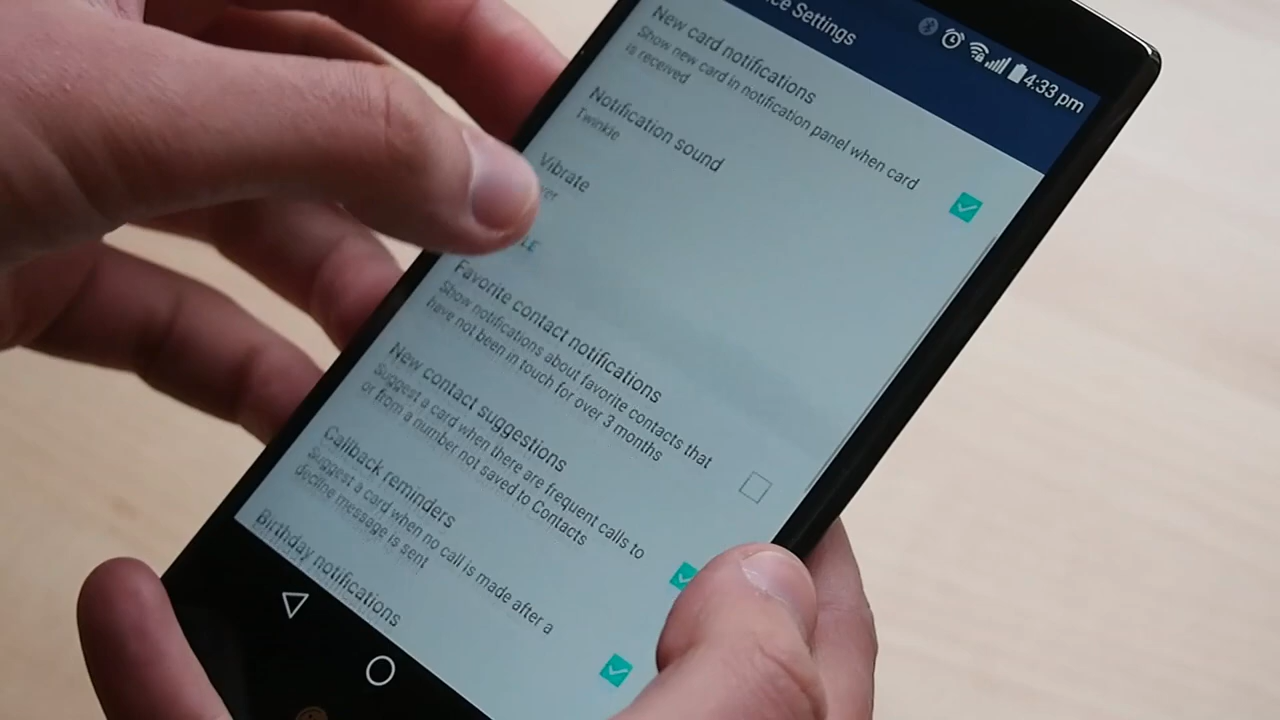 Settings
4:33 pm
New card notifications
Show new card in notification panel when card
is received
Notification sound
Twinkle
Vibrate
Favorite contact notifications
Show notifications about favorite contacts that
have not been in touch for over 3 months
New contact suggestions
Suggest a card when there are frequent calls to
or from a number not saved to Contacts
Callback reminders
Suggest a card when no call is made after a
decline message is sent
Birthday notifications